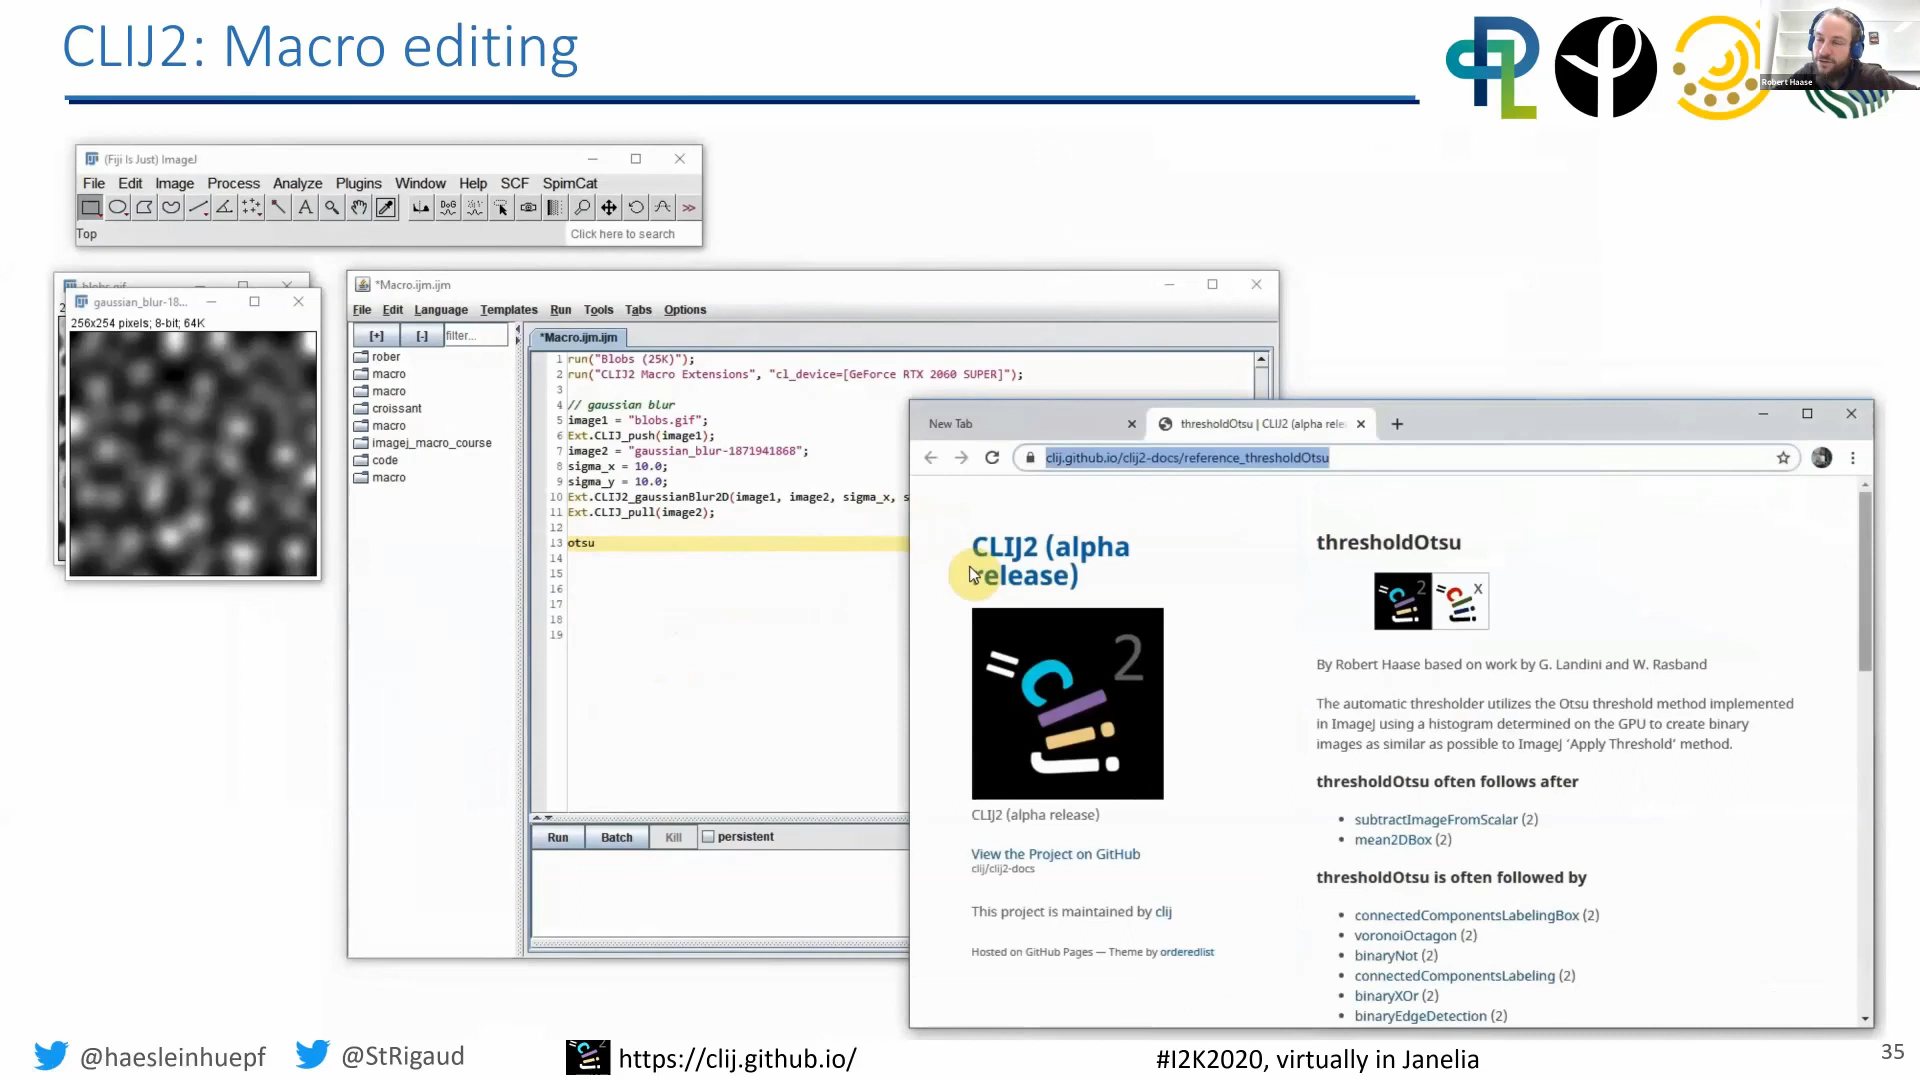 CLIJ2: Macro editing
Robert Haase
(Fiji Is Just) ImageJ
File Edit Image Process Analyze Plugins Window Help SCF SpimCat
Top
Click here to search
blobs.gif
gaussian_blur-18...
256x254 pixels; 8-bit; 64K
*Macro.ijm.ijm
File Edit Language Templates Run Tools Tabs Options
[+] [-] filter...
rober
macro
macro
croissant
macro
imagej_macro_course
code
macro
*Macro.ijm.ijm
1 run("Blobs (25K)");
2 run("CLIJ2 Macro Extensions", "cl_device=[GeForce RTX 2060 SUPER]");
3
4 // gaussian blur
5 image1 = "blobs.gif";
6 Ext.CLIJ_push(image1);
7 image2 = "gaussian_blur-1871941868";
8 sigma_x = 10.0;
9 sigma_y = 10.0;
10 Ext.CLIJ2_gaussianBlur2D(image1, image2, sigma_x, s
11 Ext.CLIJ_pull(image2);
12
13 otsu
14
15
16
17
18
19
Run Batch Kill persistent
New Tab
thresholdOtsu | CLIJ2 (alpha rele
clij.github.io/clij2-docs/reference_thresholdOtsu
CLIJ2 (alpha
release)
2
clij
CLIJ2 (alpha release)
View the Project on GitHub
clij/clij2-docs
This project is maintained by clij
Hosted on GitHub Pages — Theme by orderedlist
thresholdOtsu
By Robert Haase based on work by G. Landini and W. Rasband
The automatic thresholder utilizes the Otsu threshold method implemented
in ImageJ using a histogram determined on the GPU to create binary
images as similar as possible to ImageJ 'Apply Threshold' method.
thresholdOtsu often follows after
subtractImageFromScalar (2)
mean2DBox (2)
thresholdOtsu is often followed by
connectedComponentsLabelingBox (2)
voronoiOctagon (2)
binaryNot (2)
connectedComponentsLabeling (2)
binaryXOr (2)
binaryEdgeDetection (2)
@haesleinhuepf @StRigaud https://clij.github.io/ #I2K2020, virtually in Janelia 35